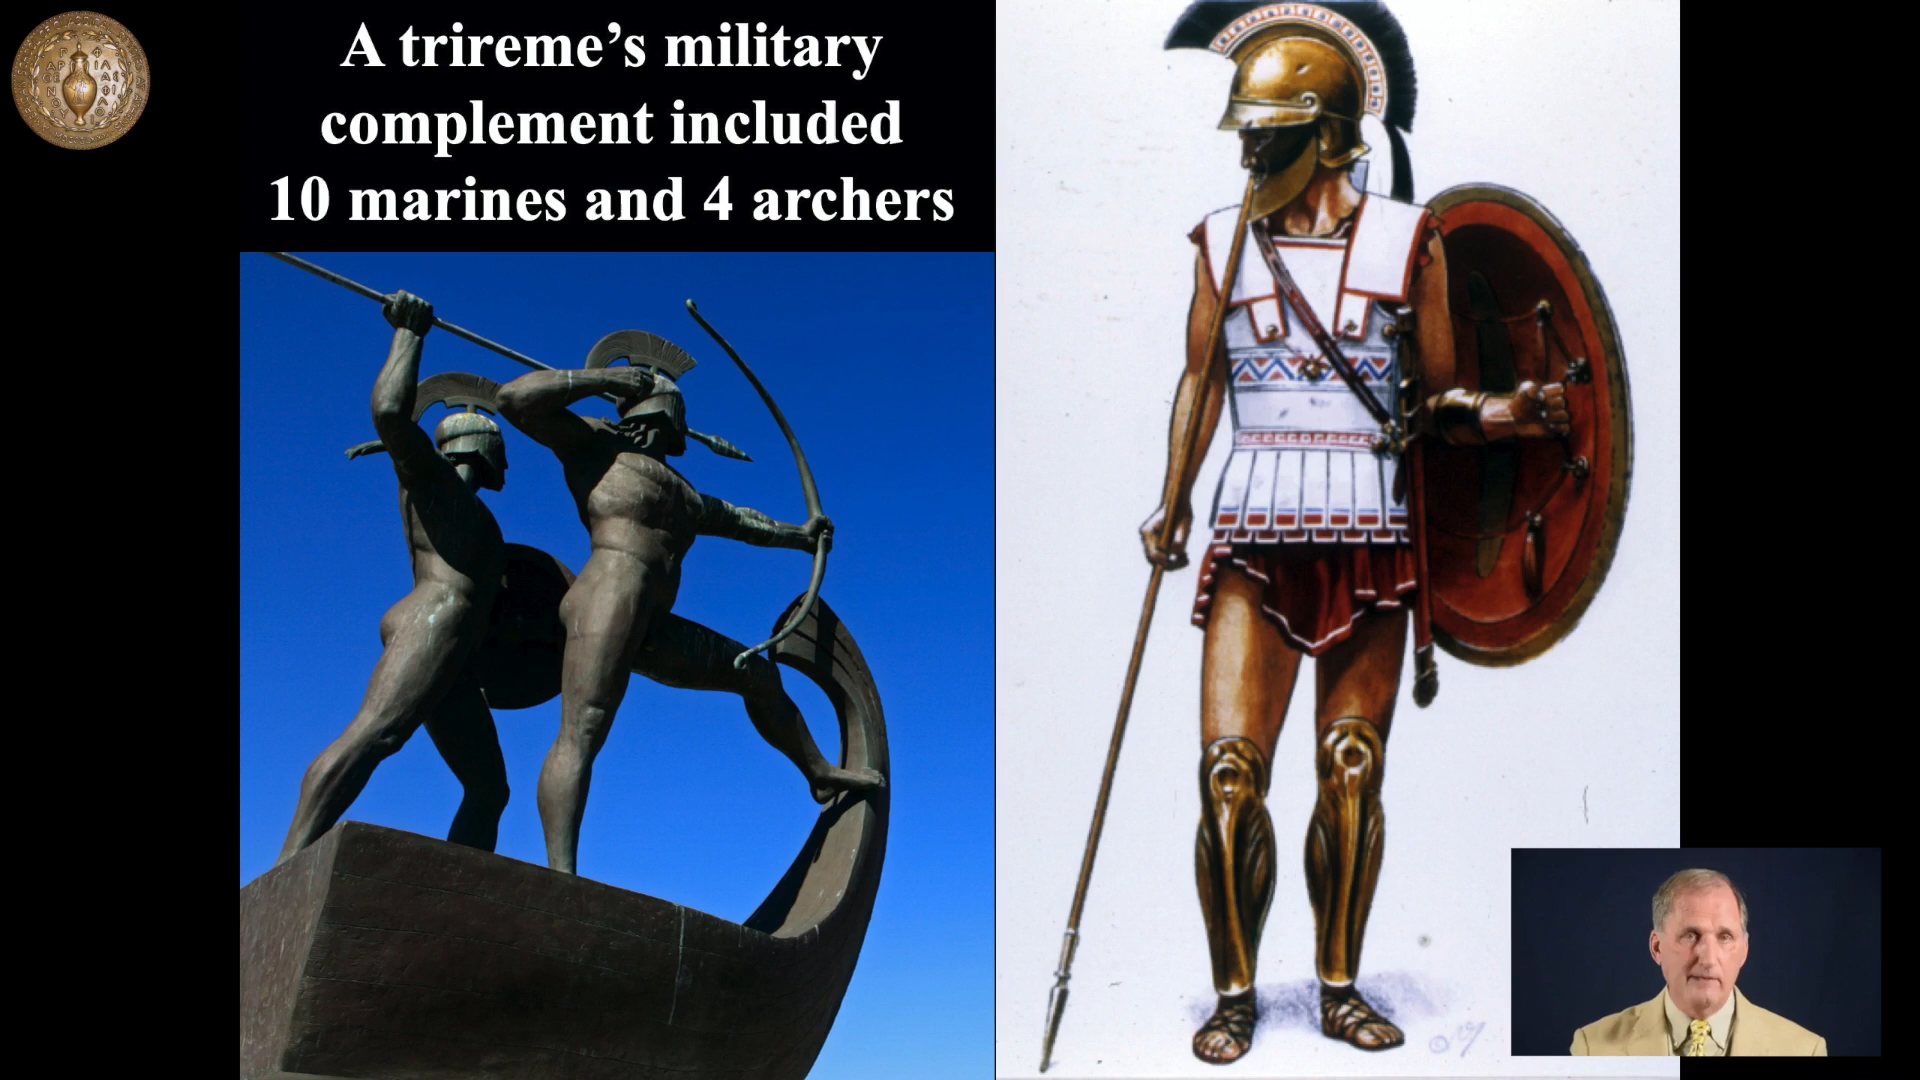 A trireme’s military
complement included
10 marines and 4 archers